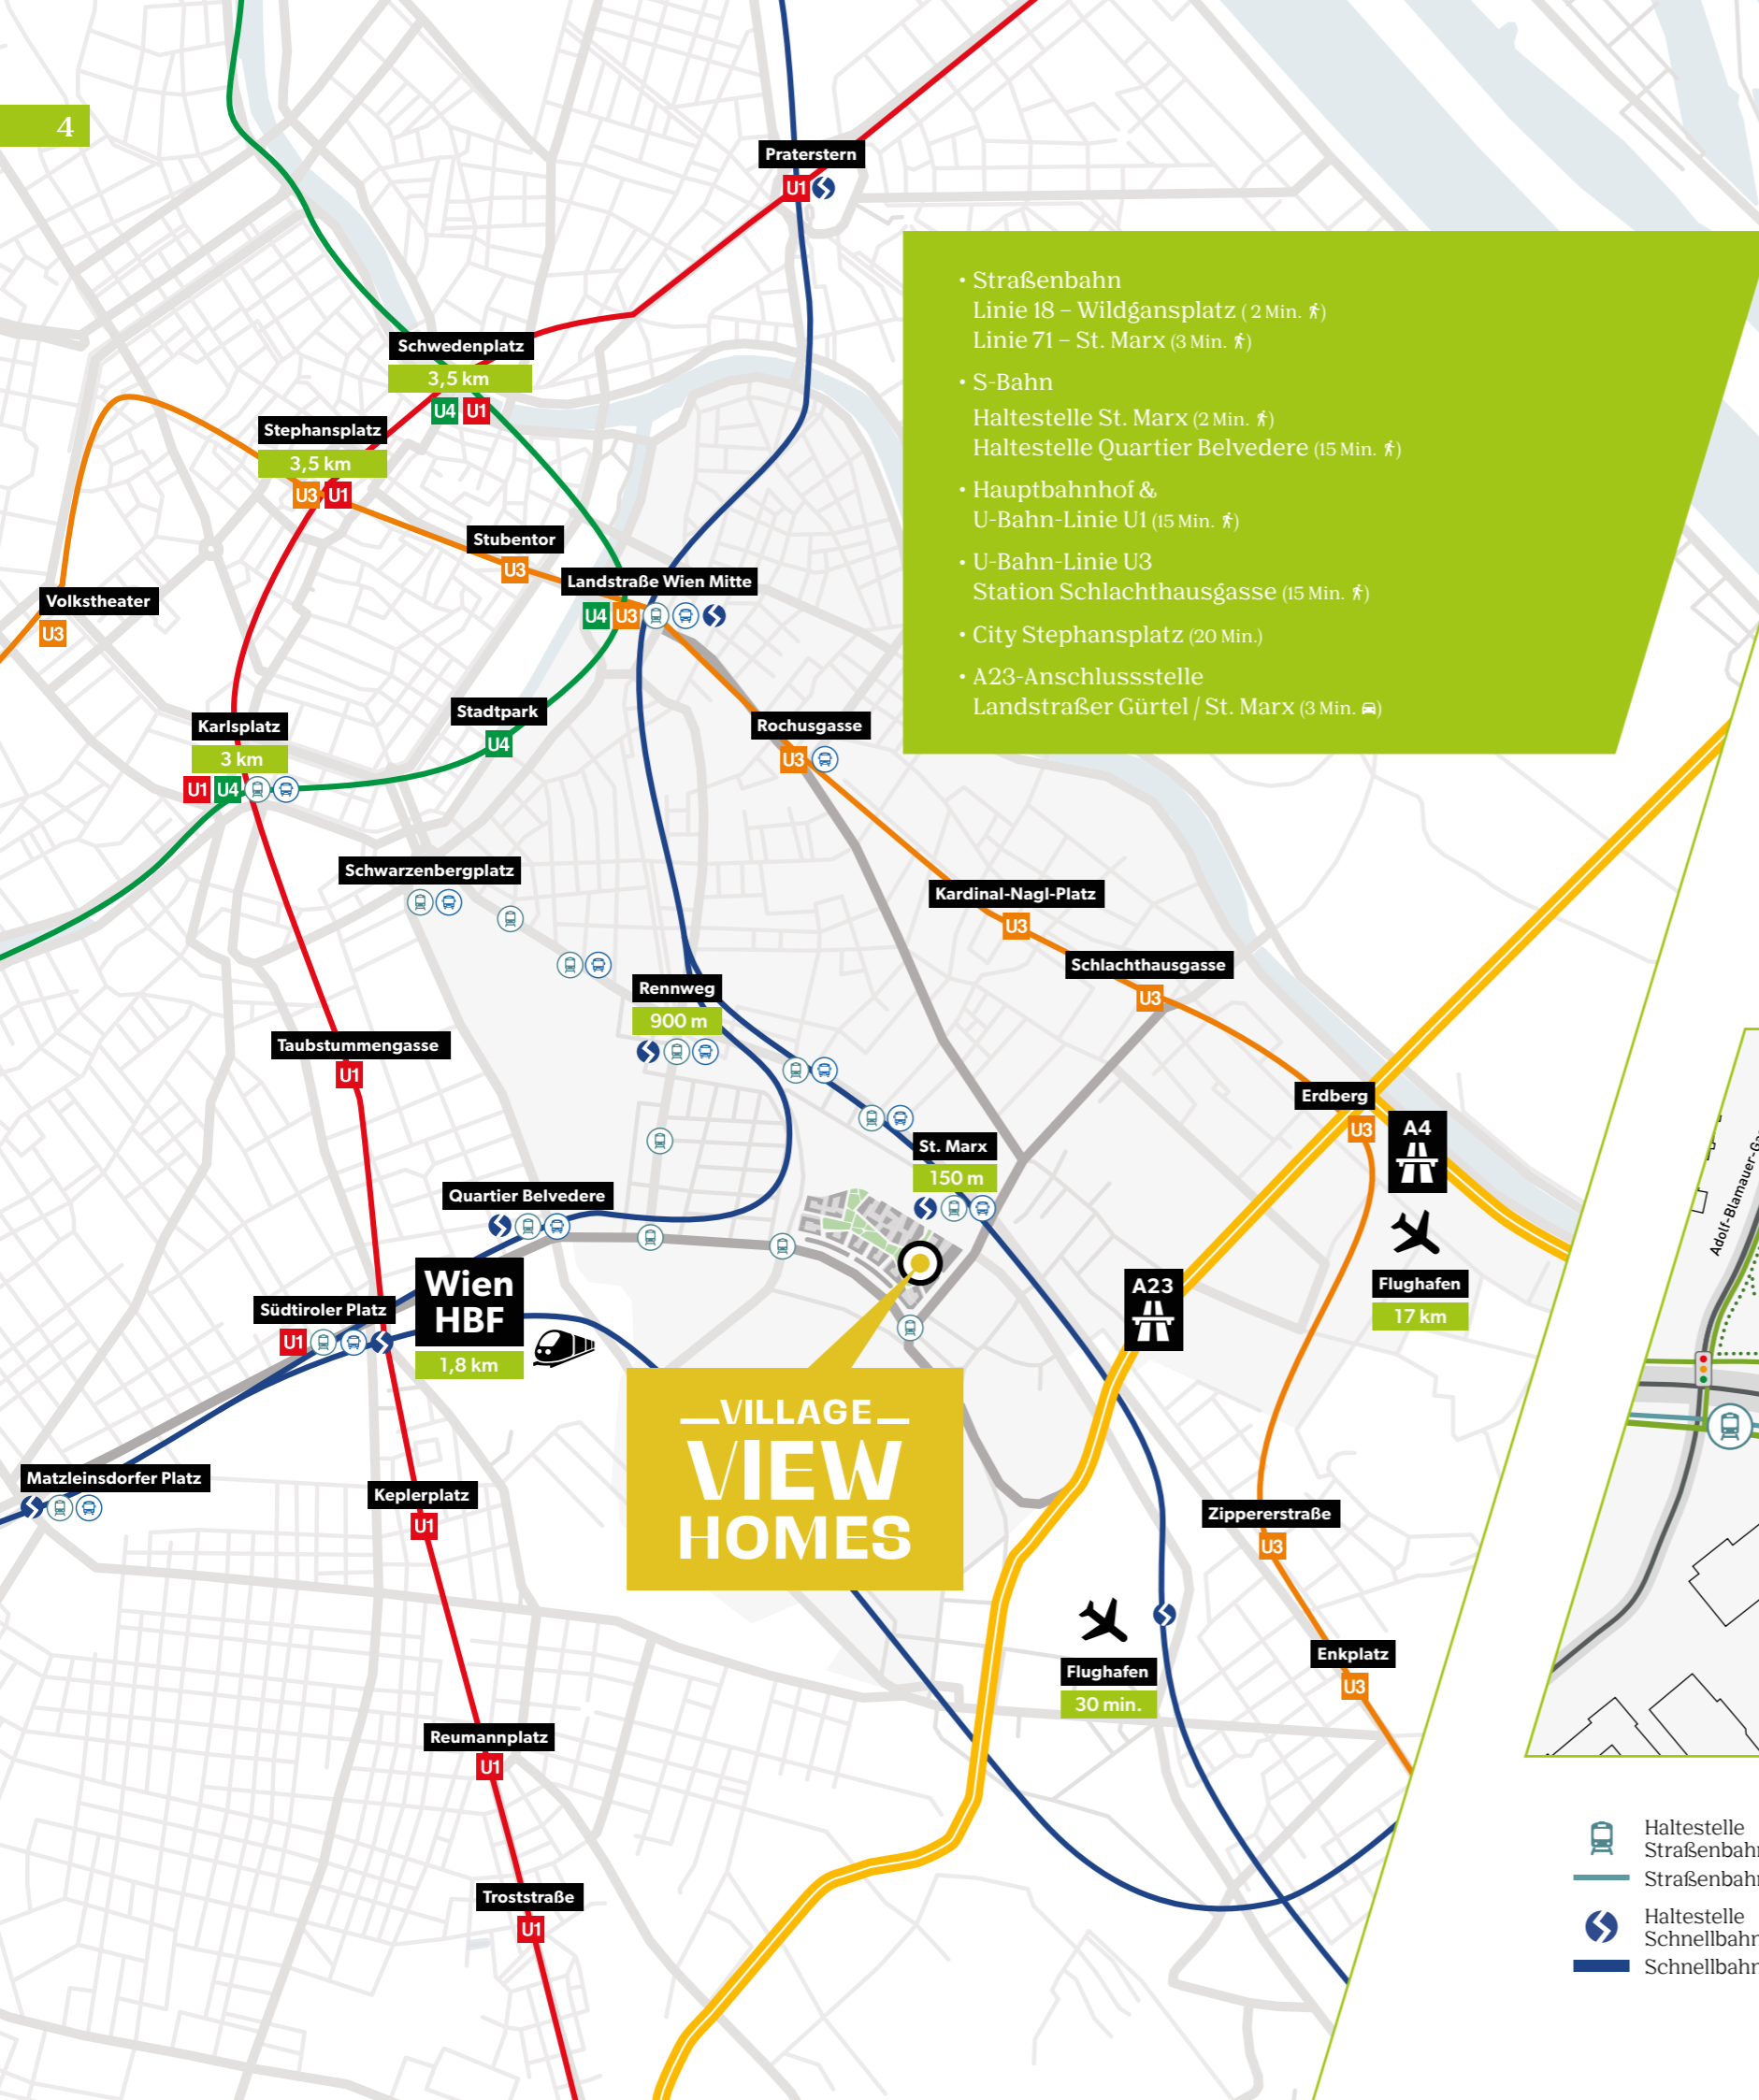 4
Praterstern
U1
• Straßenbahn
Linie 18 – Wildgansplatz ( 2 Min. )
Linie 71 – St. Marx (3 Min. )
• S-Bahn
Haltestelle St. Marx (2 Min. )
Haltestelle Quartier Belvedere (15 Min. )
• Hauptbahnhof &
U-Bahn-Linie U1 (15 Min. )
• U-Bahn-Linie U3
Station Schlachthausgasse (15 Min. )
• City Stephansplatz (20 Min.)
• A23-Anschlussstelle
Landstraßer Gürtel / St. Marx (3 Min. )
Schwedenplatz
3,5 km
U4 U1
Stephansplatz
3,5 km
U3 U1
Stubentor
U3
Landstraße Wien Mitte
U4 U3
Volkstheater
U3
Stadtpark
U4
Karlsplatz
3 km
U1 U4
Rochusgasse
U3
Schwarzenbergplatz
Kardinal-Nagl-Platz
U3
Schlachthausgasse
U3
Rennweg
900 m
Taubstummengasse
U1
Erdberg
U3
A4
St. Marx
150 m
Quartier Belvedere
Adolf-Blamauer-Ga
Wien
HBF
1,8 km
Südtiroler Platz
U1
A23
Flughafen
17 km
VILLAGE
VIEW
HOMES
Matzleinsdorfer Platz
Keplerplatz
U1
Zippererstraße
U3
Enkplatz
U3
Flughafen
30 min.
Reumannplatz
U1
Troststraße
U1
Haltestelle
Straßenbahn
Straßenbahn
Haltestelle
Schnellbahn
Schnellbahn